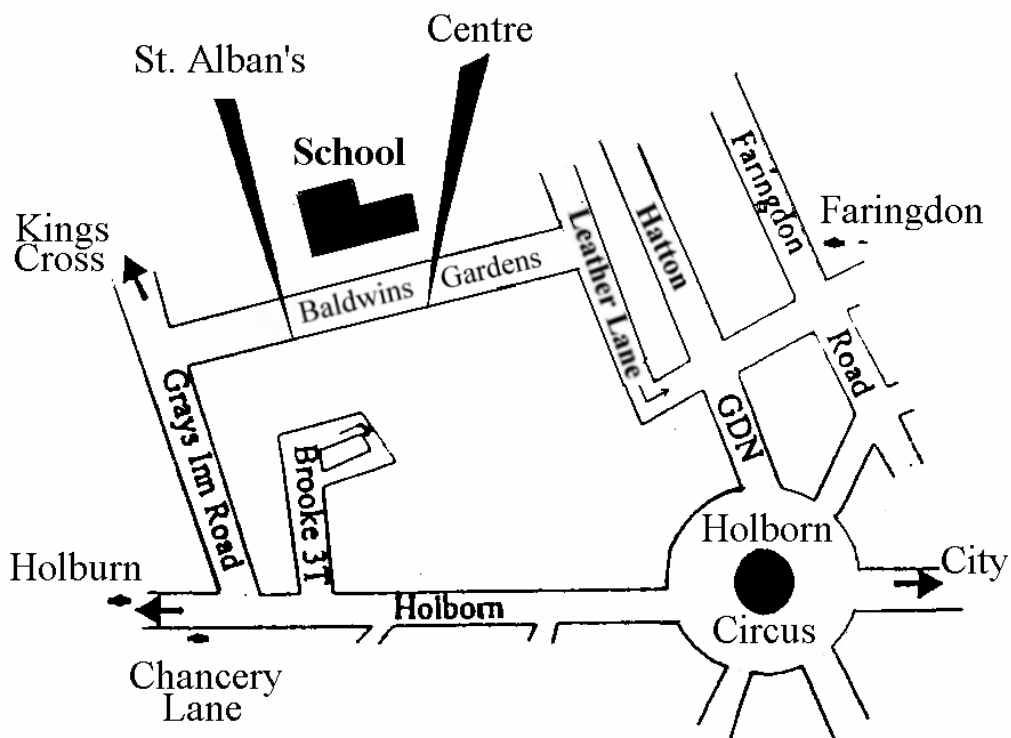 Centre
St. Alban's
School
Kings
Cross
Baldwins Gardens
Leather Lane
Hatton
GDN
Faringdon
Road
Faringdon
Grays Inn Road
Brooke 3T
Holburn
Holborn
Chancery
Lane
Holborn
Circus
City